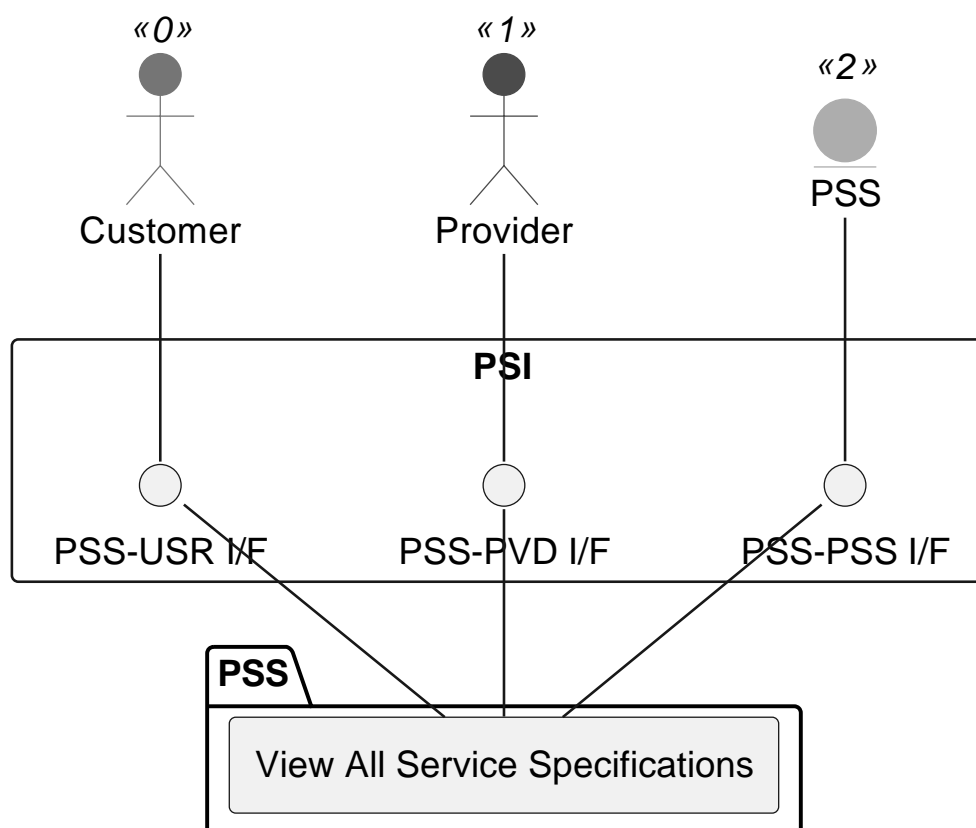 «0»
«1»
«2»
Customer
Provider
PSS
PSI
PSS-USR I/F
PSS-PVD I/F
PSS-PSS I/F
PSS
View All Service Specifications